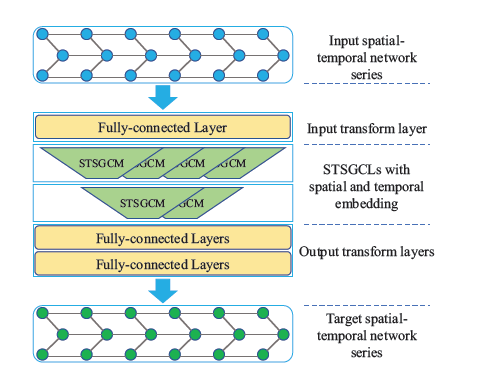 Input spatial-
temporal network
series
Fully-connected Layer
Input transform layer
STSGCM GCM GCM GCM
STSGCLs with
spatial and temporal
embedding
STSGCM GCM
Fully-connected Layers
Fully-connected Layers
Output transform layers
Target spatial-
temporal network
series